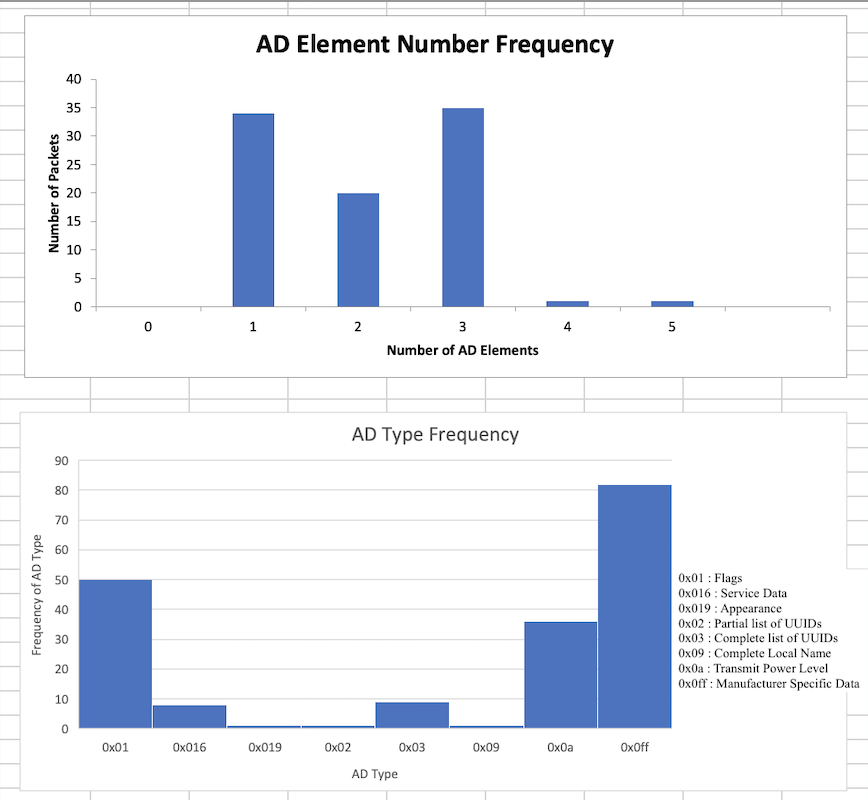 AD Element Number Frequency
40
35
30
25
20
15
10
5
0
Number of Packets
0 1 2 3 4 5
Number of AD Elements
AD Type Frequency
90
80
70
60
50
40
30
20
10
0
Frequency of AD Type
0x01 0x016 0x019 0x02 0x03 0x09 0x0a 0x0ff
AD Type
0x01 : Flags
0x016 : Service Data
0x019 : Appearance
0x02 : Partial list of UUIDs
0x03 : Complete list of UUIDs
0x09 : Complete Local Name
0x0a : Transmit Power Level
0x0ff : Manufacturer Specific Data